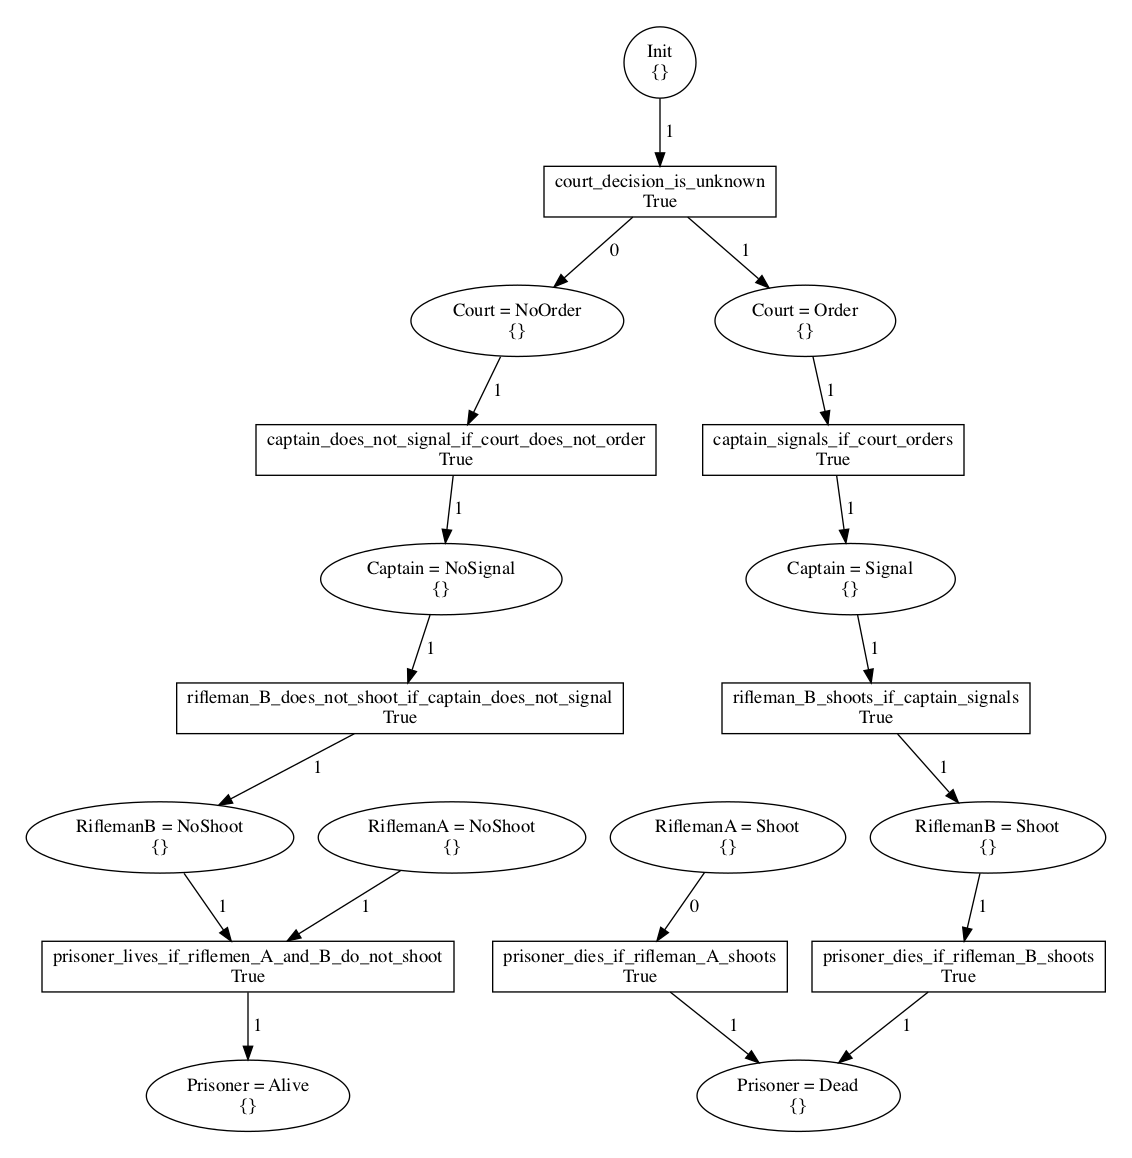 Init
{}
1
court_decision_is_unknown
True
0
1
Court = NoOrder
{}
Court = Order
{}
1
1
captain_does_not_signal_if_court_does_not_order
True
captain_signals_if_court_orders
True
1
1
Captain = NoSignal
{}
Captain = Signal
{}
1
1
rifleman_B_does_not_shoot_if_captain_does_not_signal
True
rifleman_B_shoots_if_captain_signals
True
1
1
RiflemanB = NoShoot
{}
RiflemanA = NoShoot
{}
RiflemanA = Shoot
{}
RiflemanB = Shoot
{}
1
1
0
1
prisoner_lives_if_riflemen_A_and_B_do_not_shoot
True
prisoner_dies_if_rifleman_A_shoots
True
prisoner_dies_if_rifleman_B_shoots
True
1
1
1
Prisoner = Alive
{}
Prisoner = Dead
{}